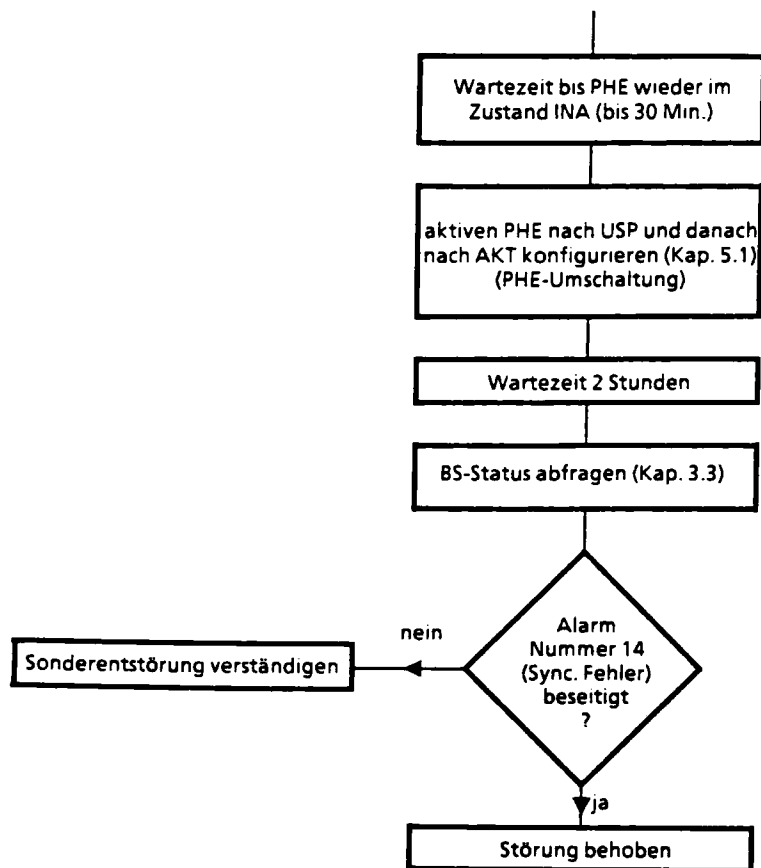 Wartezeit bis PHE wieder im
Zustand INA (bis 30 Min.)
aktiven PHE nach USP und danach
nach AKT konfigurieren (Kap. 5.1)
(PHE-Umschaltung)
Wartezeit 2 Stunden
BS-Status abfragen (Kap. 3.3)
Alarm
Nummer 14
(Sync. Fehler)
beseitigt
?
nein
Sonderentstörung verständigen
ja
Störung behoben